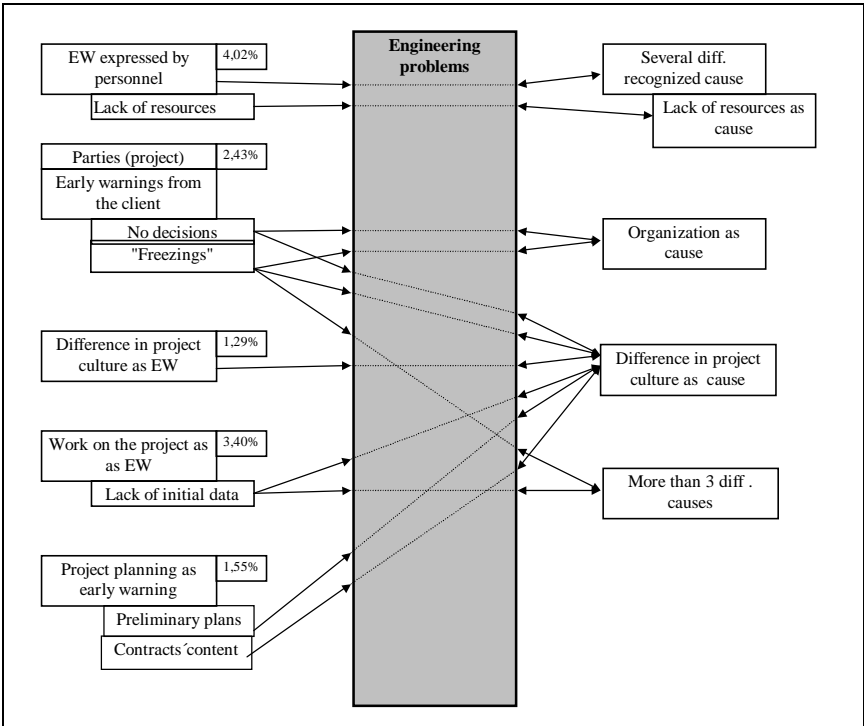 EW expressed by
personnel
4,02%
Lack of resources
Parties (project)
2,43%
Early warnings from
the client
No decisions
"Freezings"
Difference in project
culture as EW
1,29%
Work on the project as
as EW
3,40%
Lack of initial data
Project planning as
early warning
1,55%
Preliminary plans
Contracts´content
Engineering
problems
Several diff.
recognized cause
Lack of resources as
cause
Organization as
cause
Difference in project
culture as  cause
More than 3 diff .
causes